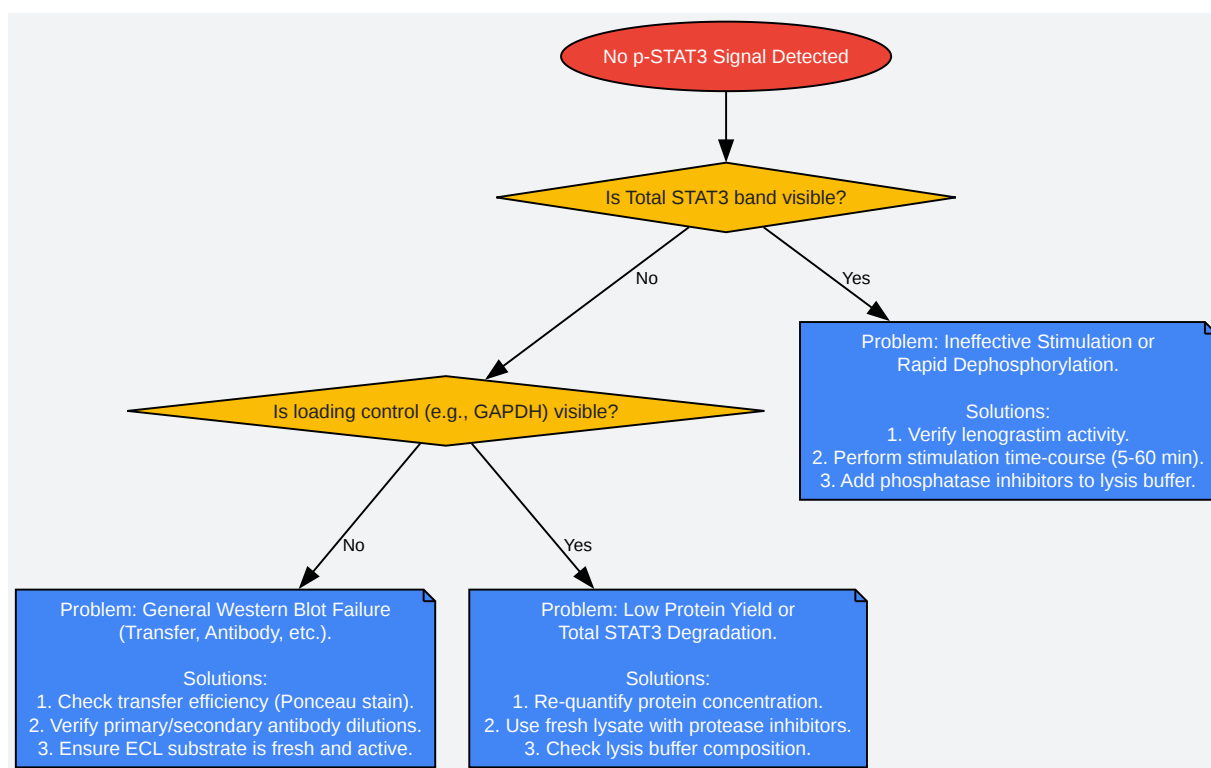 No p-STAT3 Signal Detected
Is Total STAT3 band visible?
No
Yes
Problem: Ineffective Stimulation or
Rapid Dephosphorylation.
Solutions:
1. Verify lenograstim activity.
2. Perform stimulation time-course (5-60 min).
3. Add phosphatase inhibitors to lysis buffer.
Is loading control (e.g., GAPDH) visible?
No
Yes
Problem: General Western Blot Failure
(Transfer, Antibody, etc.).
Solutions:
1. Check transfer efficiency (Ponceau stain).
2. Verify primary/secondary antibody dilutions.
3. Ensure ECL substrate is fresh and active.
Problem: Low Protein Yield or
Total STAT3 Degradation.
Solutions:
1. Re-quantify protein concentration.
2. Use fresh lysate with protease inhibitors.
3. Check lysis buffer composition.